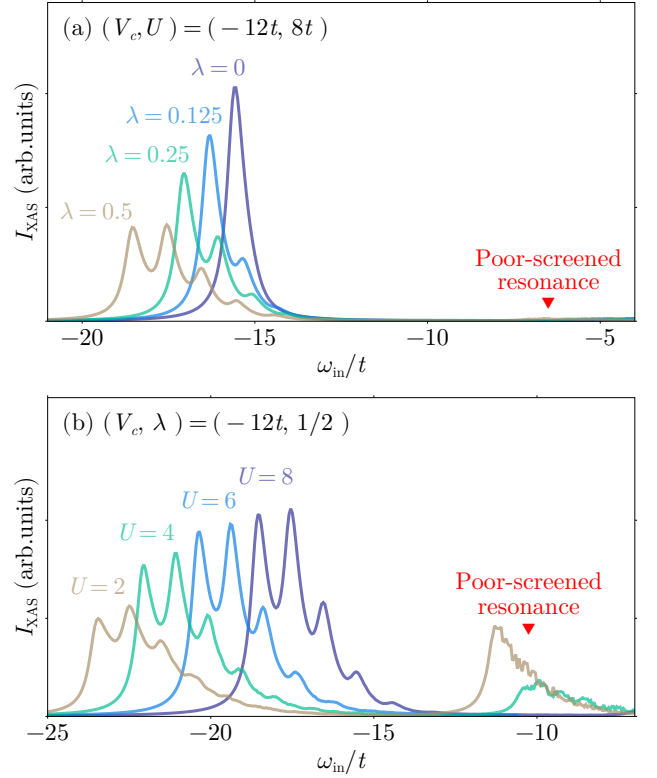 (a) (V_c, U) = (−12t, 8t)
λ = 0
λ = 0.125
λ = 0.25
λ = 0.5
Poor-screened
resonance
I_XAS (arb.units)
−20 −15 −10 −5
ω_in/t
(b) (V_c, λ) = (−12t, 1/2)
U = 8
U = 6
U = 4
U = 2
Poor-screened
resonance
I_XAS (arb.units)
−25 −20 −15 −10
ω_in/t